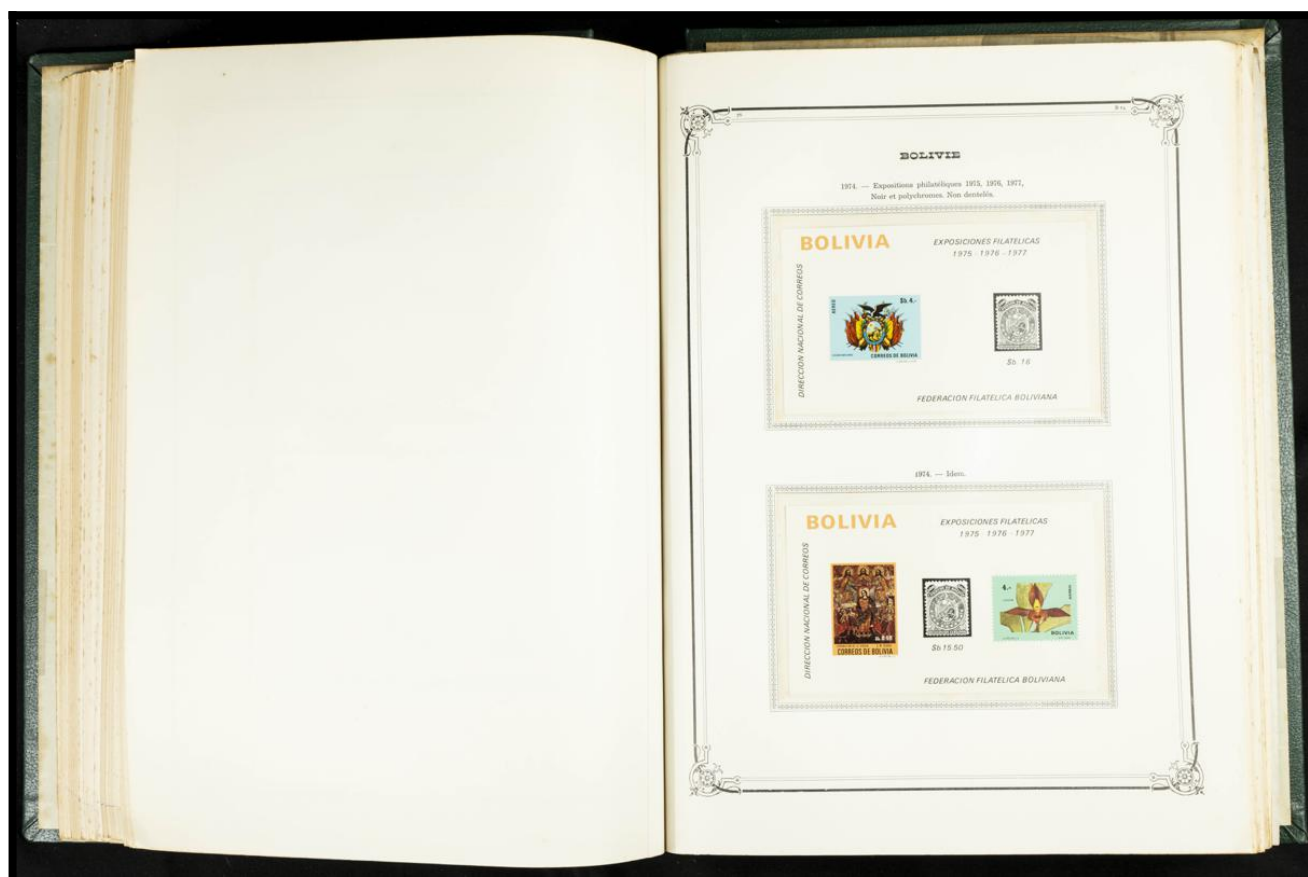 BOLIVIE
1974. — Expositions philatéliques 1975, 1976, 1977,
Noir et polychromes. Non dentelés.
BOLIVIA
EXPOSICIONES FILATELICAS
1975 - 1976 - 1977
DIRECCION NACIONAL DE CORREOS
AEREO
$b. 4.-
CORREOS DE BOLIVIA
$b. 16
FEDERACION FILATELICA BOLIVIANA
1974. — Idem.
BOLIVIA
EXPOSICIONES FILATELICAS
1975 - 1976 - 1977
DIRECCION NACIONAL DE CORREOS
CORREOS DE BOLIVIA
$b 15.50
4.-
AEREO
BOLIVIA
FEDERACION FILATELICA BOLIVIANA